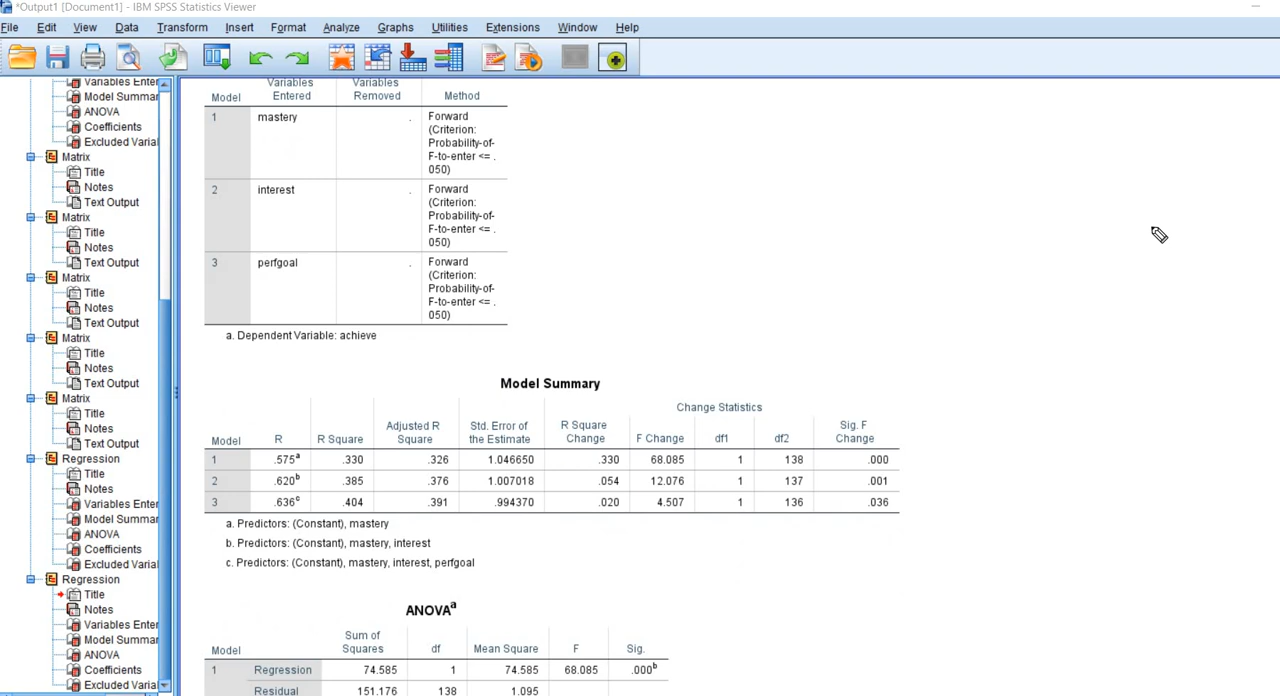 *Output1 [Document1] - IBM SPSS Statistics Viewer
File Edit View Data Transform Insert Format Analyze Graphs Utilities Extensions Window Help
Variables Enter
Model Summar
ANOVA
Coefficients
Excluded Varial
Matrix
Title
Notes
Text Output
Matrix
Title
Notes
Text Output
Matrix
Title
Notes
Text Output
Matrix
Title
Notes
Text Output
Matrix
Title
Notes
Text Output
Regression
Title
Notes
Variables Enter
Model Summar
ANOVA
Coefficients
Excluded Varial
Regression
Title
Notes
Variables Enter
Model Summar
ANOVA
Coefficients
Excluded Varial
Model Variables Entered Variables Removed Method
1 mastery . Forward
(Criterion:
Probability-of-
F-to-enter <= .
050)
2 interest . Forward
(Criterion:
Probability-of-
F-to-enter <= .
050)
3 perfgoal . Forward
(Criterion:
Probability-of-
F-to-enter <= .
050)
a. Dependent Variable: achieve
Model Summary
Change Statistics
Model R R Square Adjusted R Square Std. Error of the Estimate R Square Change F Change df1 df2 Sig. F Change
1 .575a .330 .326 1.046650 .330 68.085 1 138 .000
2 .620b .385 .376 1.007018 .054 12.076 1 137 .001
3 .636c .404 .391 .994370 .020 4.507 1 136 .036
a. Predictors: (Constant), mastery
b. Predictors: (Constant), mastery, interest
c. Predictors: (Constant), mastery, interest, perfgoal
ANOVAa
Model Sum of Squares df Mean Square F Sig.
1 Regression 74.585 1 74.585 68.085 .000b
Residual 151.176 138 1.095